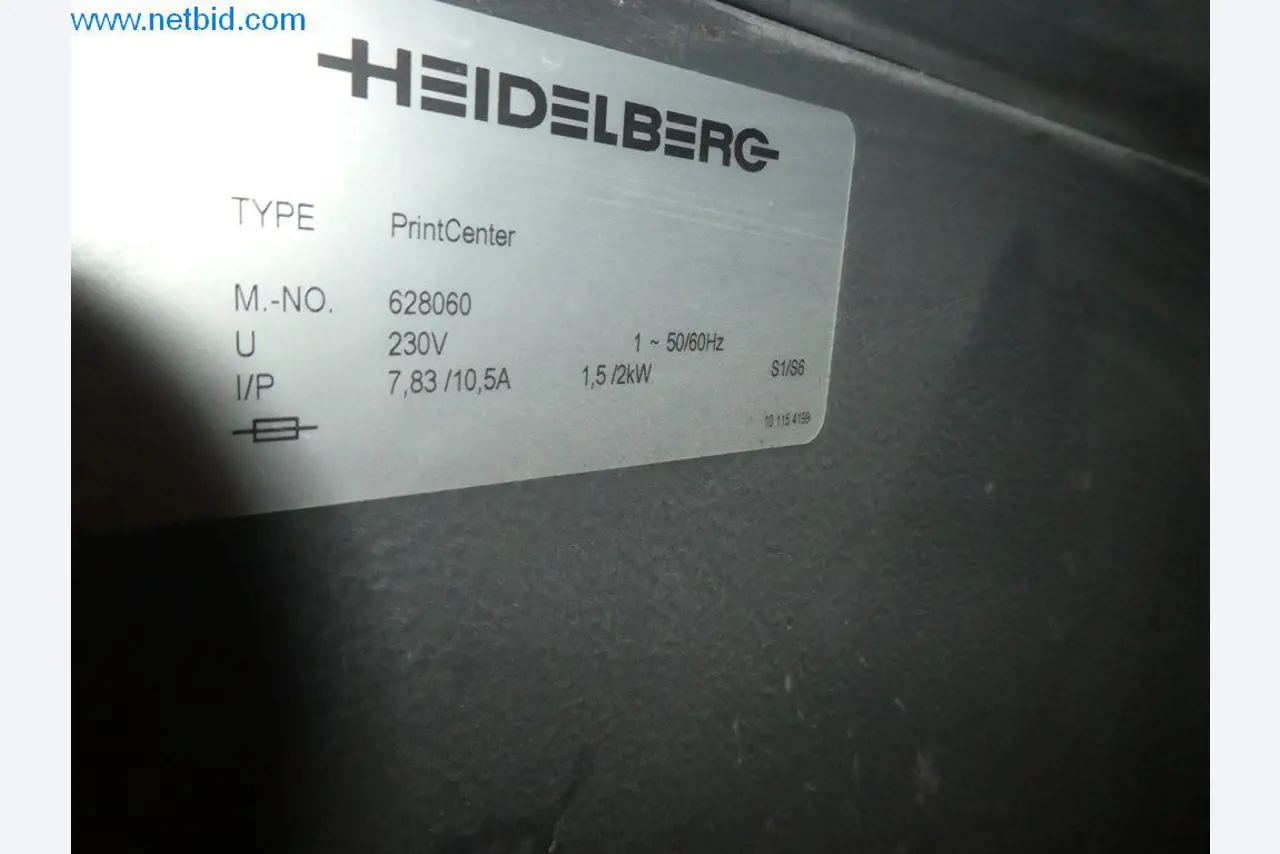 www.netbid.com
HEIDELBERG
TYPE PrintCenter
M.-NO. 628060
U 230V 1 ~ 50/60Hz
I/P 7,83 /10,5A 1,5 /2kW S1/S6
10 115 4199